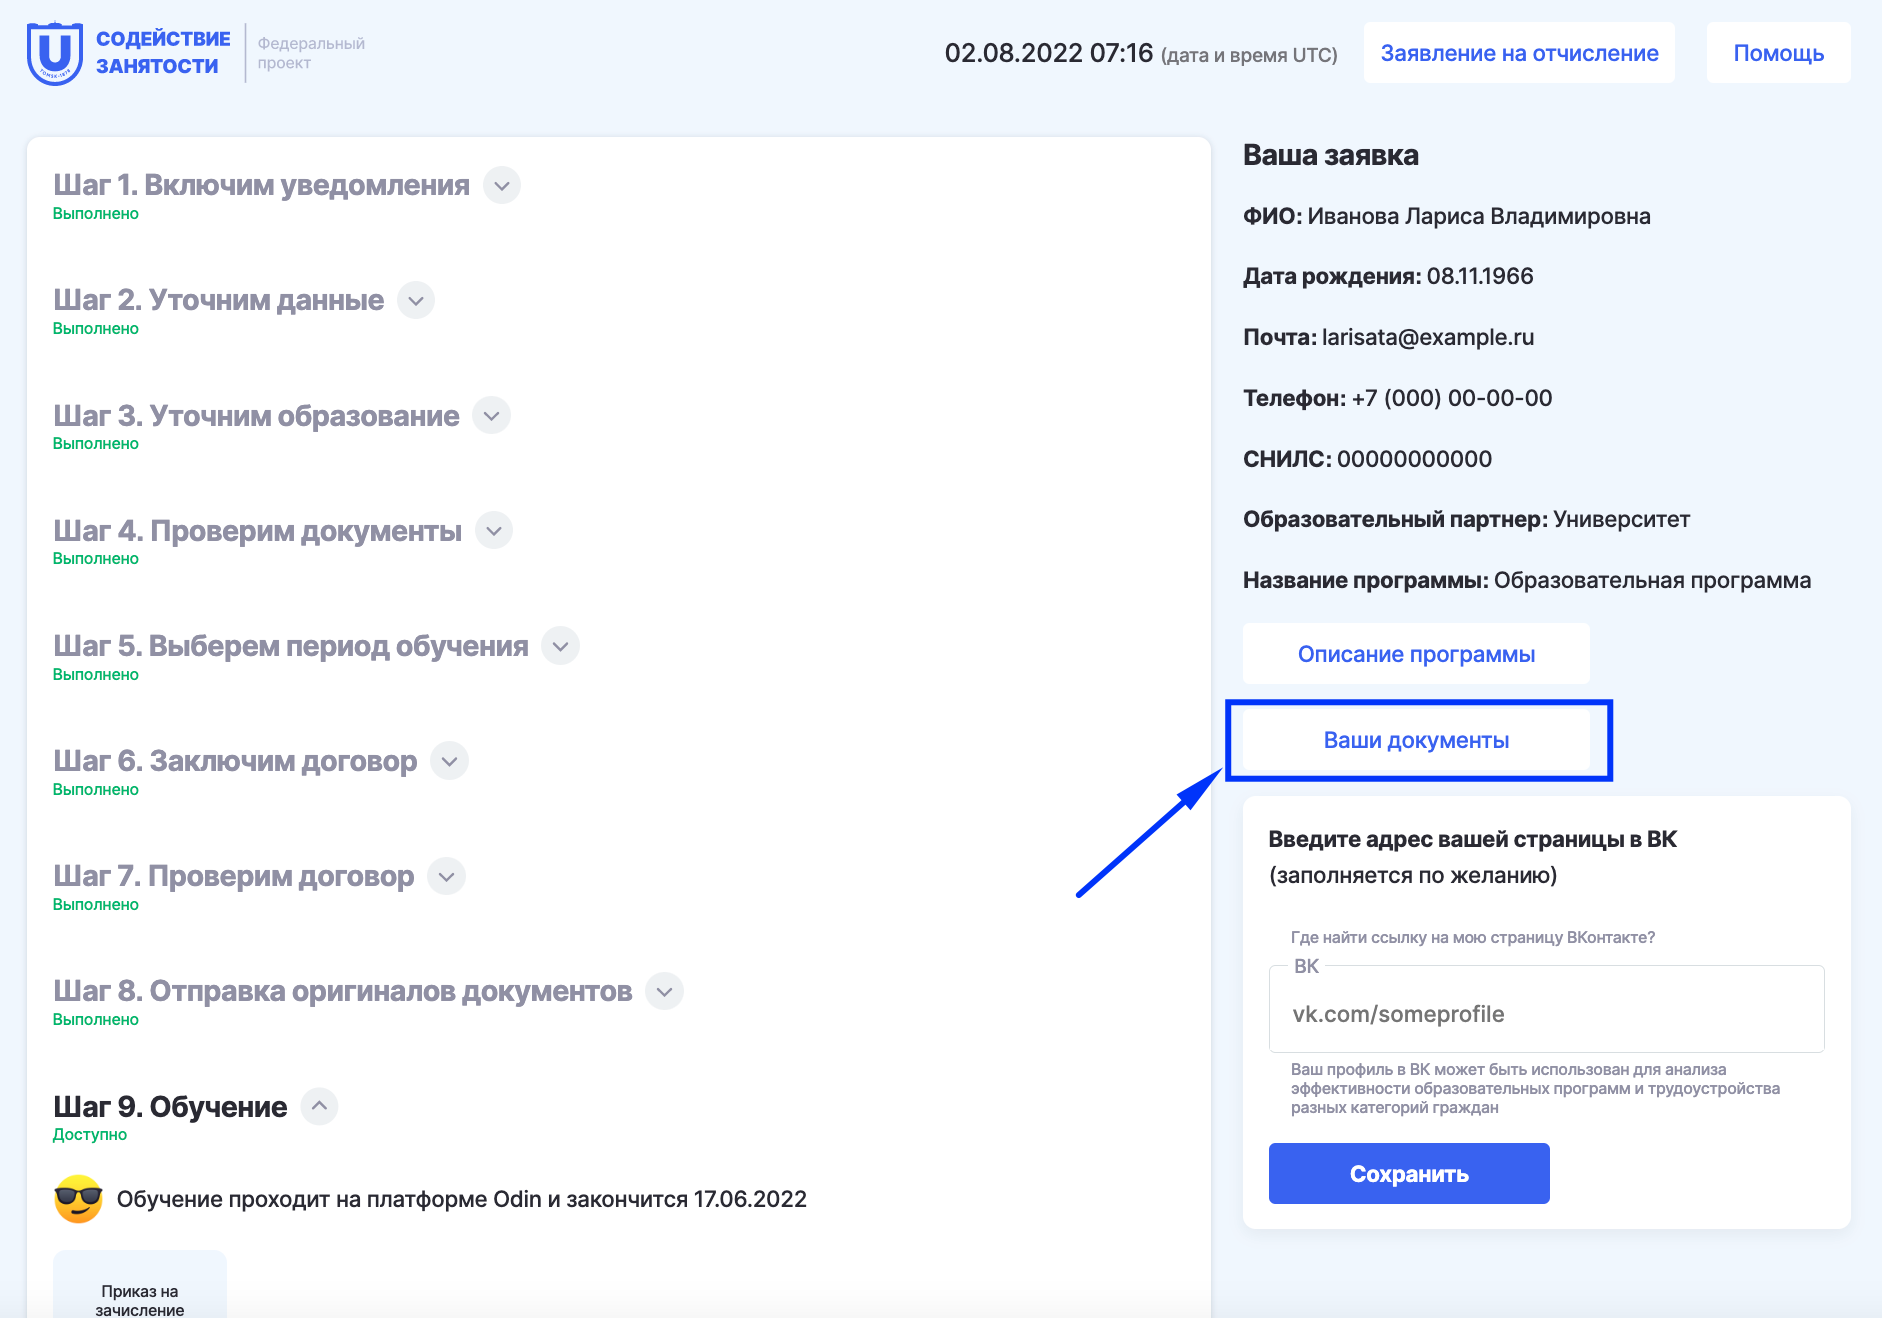 СОДЕЙСТВИЕ
ЗАНЯТОСТИ
Федеральный
проект
02.08.2022 07:16 (дата и время UTC)
Заявление на отчисление
Помощь
Шаг 1. Включим уведомления
Выполнено
Шаг 2. Уточним данные
Выполнено
Шаг 3. Уточним образование
Выполнено
Шаг 4. Проверим документы
Выполнено
Шаг 5. Выберем период обучения
Выполнено
Шаг 6. Заключим договор
Выполнено
Шаг 7. Проверим договор
Выполнено
Шаг 8. Отправка оригиналов документов
Выполнено
Шаг 9. Обучение
Доступно
Обучение проходит на платформе Odin и закончится 17.06.2022
Приказ на
зачисление
Ваша заявка
ФИО: Иванова Лариса Владимировна
Дата рождения: 08.11.1966
Почта: larisata@example.ru
Телефон: +7 (000) 00-00-00
СНИЛС: 00000000000
Образовательный партнер: Университет
Название программы: Образовательная программа
Описание программы
Ваши документы
Введите адрес вашей страницы в ВК
(заполняется по желанию)
Где найти ссылку на мою страницу ВКонтакте?
ВК
vk.com/someprofile
Ваш профиль в ВК может быть использован для анализа
эффективности образовательных программ и трудоустройства
разных категорий граждан
Сохранить